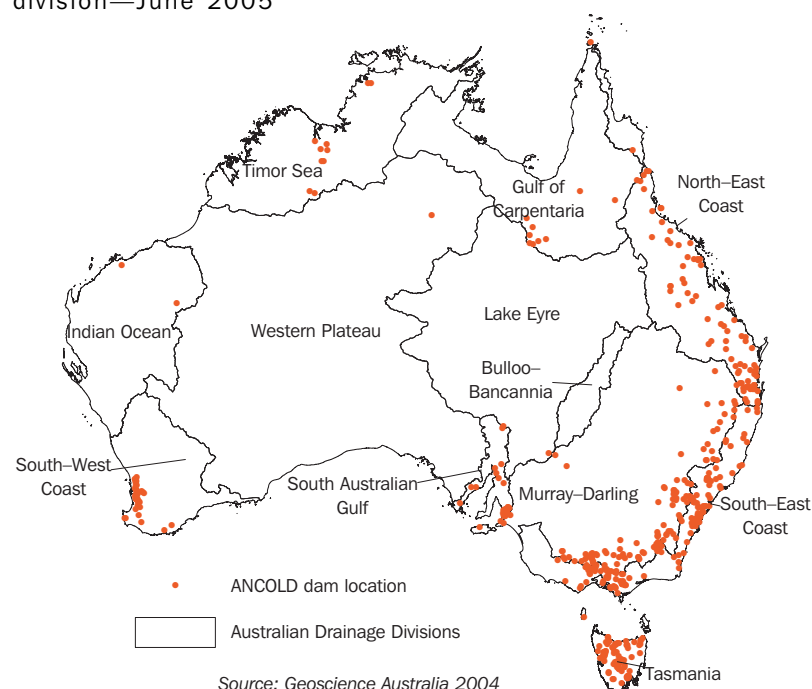 division—June 2005
Timor Sea
Gulf of
Carpentaria
North–East
Coast
Indian Ocean
Western Plateau
Lake Eyre
Bulloo–
Bancannia
South–West
Coast
South Australian
Gulf
Murray–Darling
South–East
Coast
ANCOLD dam location
Australian Drainage Divisions
Tasmania
Source: Geoscience Australia 2004